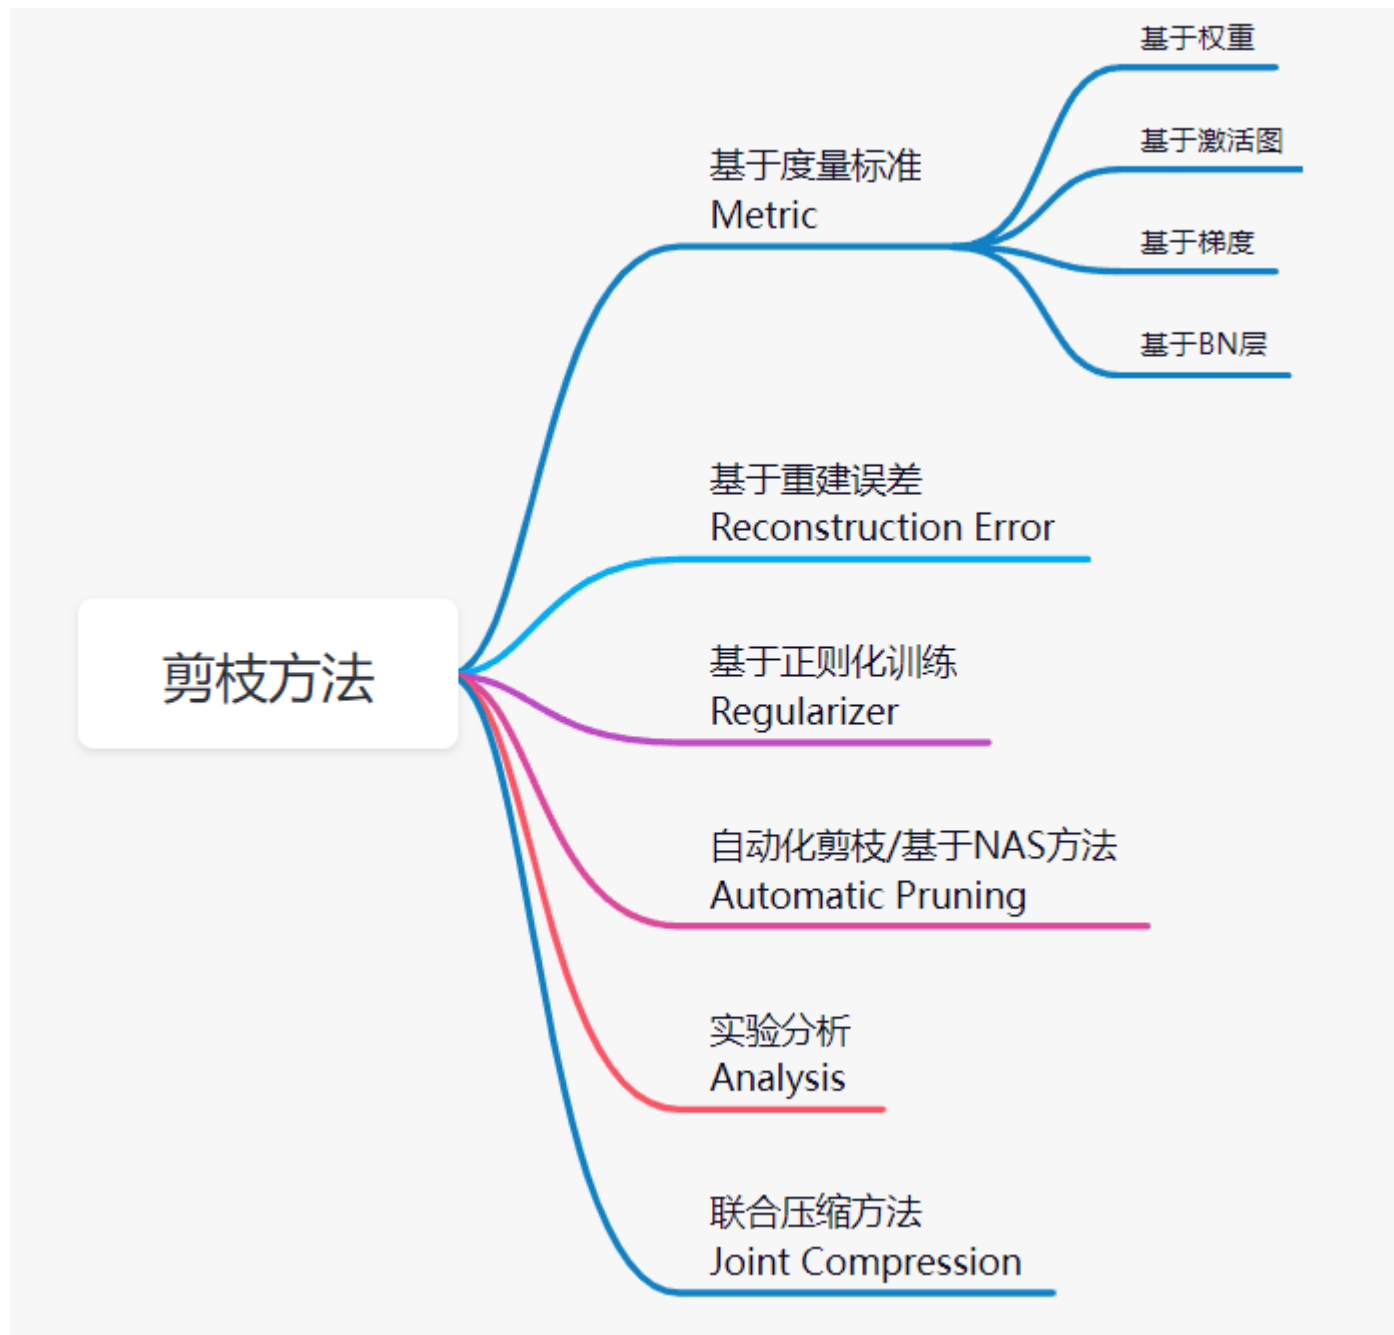 剪枝方法
基于度量标准
Metric
基于权重
基于激活图
基于梯度
基于BN层
基于重建误差
Reconstruction Error
基于正则化训练
Regularizer
自动化剪枝/基于NAS方法
Automatic Pruning
实验分析
Analysis
联合压缩方法
Joint Compression